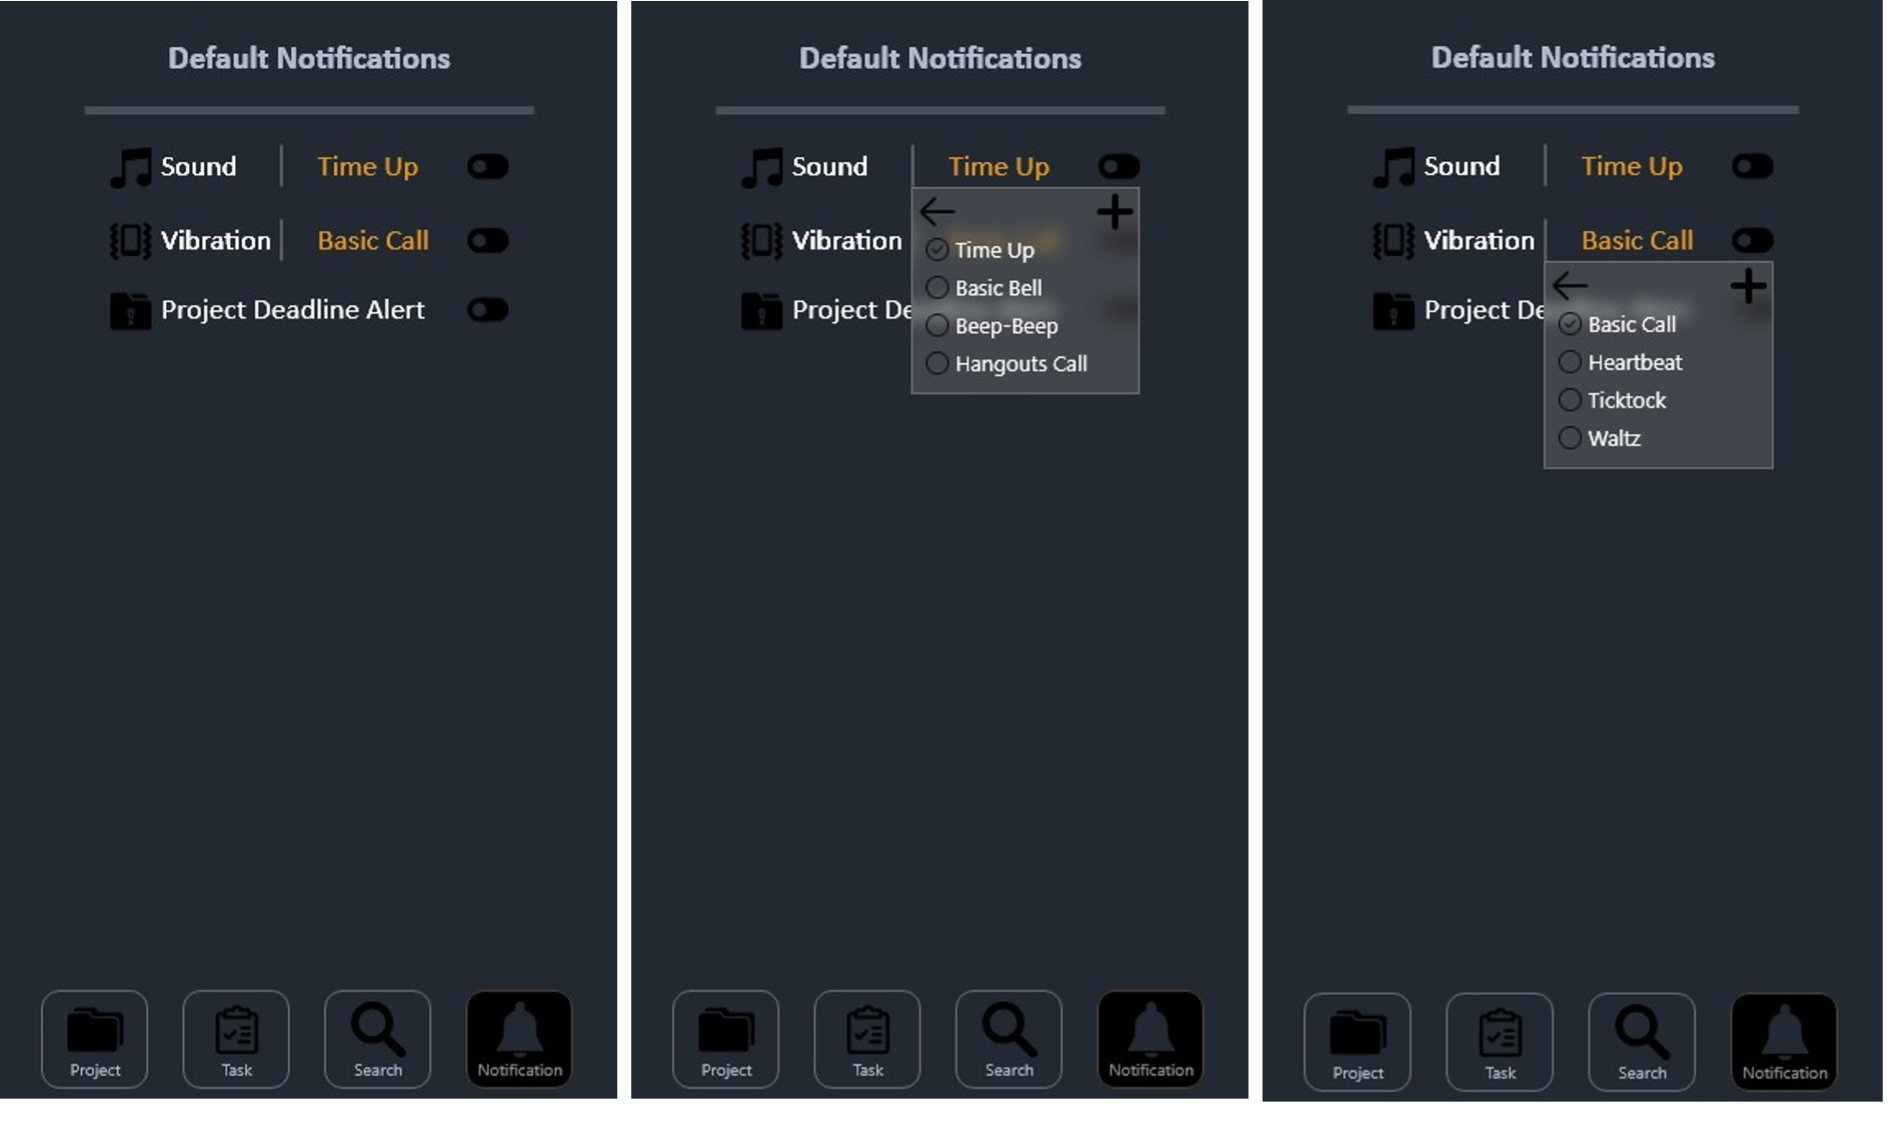 Default Notifications
Sound Time Up
Vibration Basic Call
Project Deadline Alert
Project Task Search Notification
Default Notifications
Sound Time Up
Vibration
Project De
Time Up
Basic Bell
Beep-Beep
Hangouts Call
Project Task Search Notification
Default Notifications
Sound Time Up
Vibration Basic Call
Project De
Basic Call
Heartbeat
Ticktock
Waltz
Project Task Search Notification